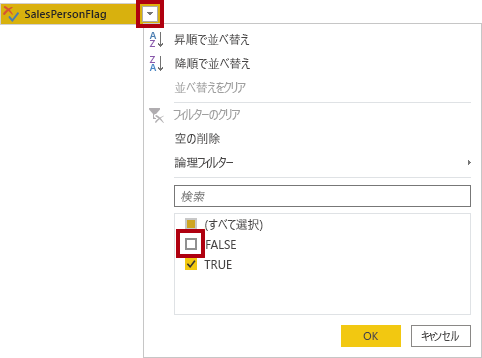 SalesPersonFlag
昇順で並べ替え
降順で並べ替え
並べ替えをクリア
フィルターのクリア
空の削除
論理フィルター
検索
(すべて選択)
FALSE
TRUE
OK
キャンセル